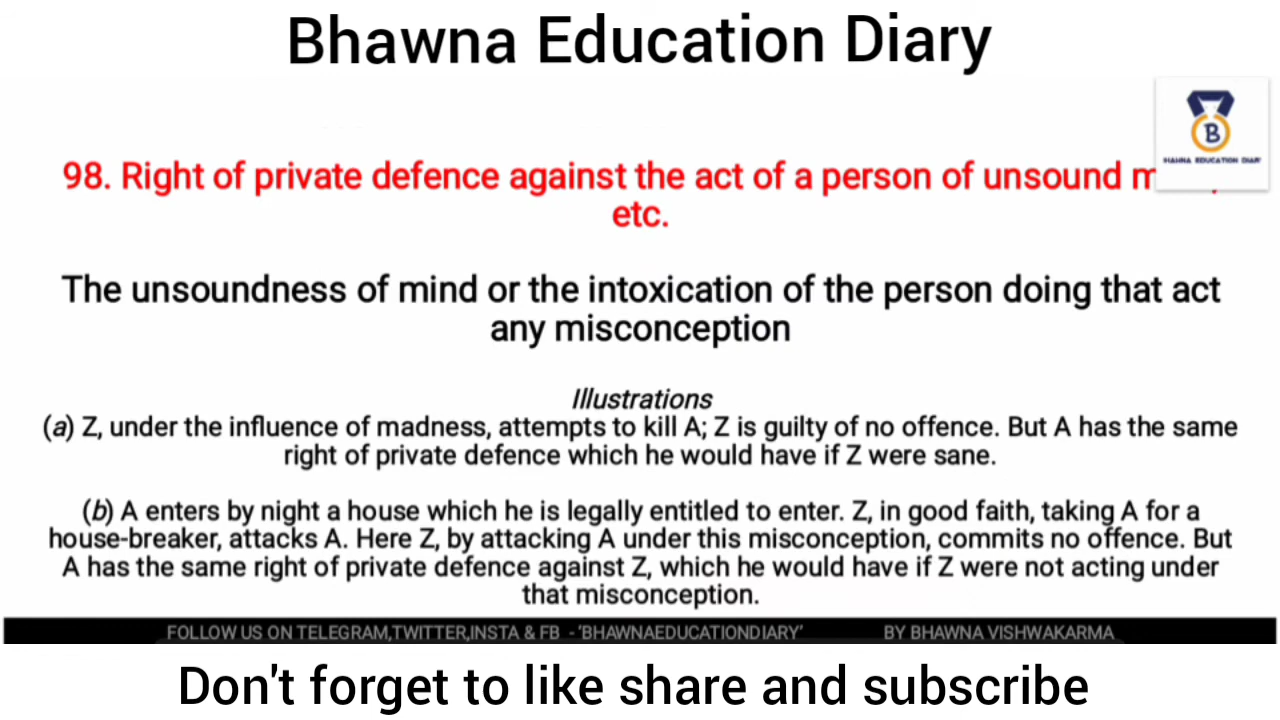 Bhawna Education Diary
B
EDUCATION DIARY
98. Right of private defence against the act of a person of unsound
etc.
The unsoundness of mind or the intoxication of the person doing that act
any misconception
Illustrations
(a) Z, under the influence of madness, attempts to kill A; Z is guilty of no offence. But A has the same
right of private defence which he would have if Z were sane.
(b) A enters by night a house which he is legally entitled to enter. Z, in good faith, taking A for a
house-breaker, attacks A. Here Z, by attacking A under this misconception, commits no offence. But
A has the same right of private defence against Z, which he would have if Z were not acting under
that misconception.
FOLLOW US ON TELEGRAM,TWITTER,INSTA & FB - 'BHAWNAEDUCATIONDIARY' BY BHAWNA VISHWAKARMA
Don't forget to like share and subscribe